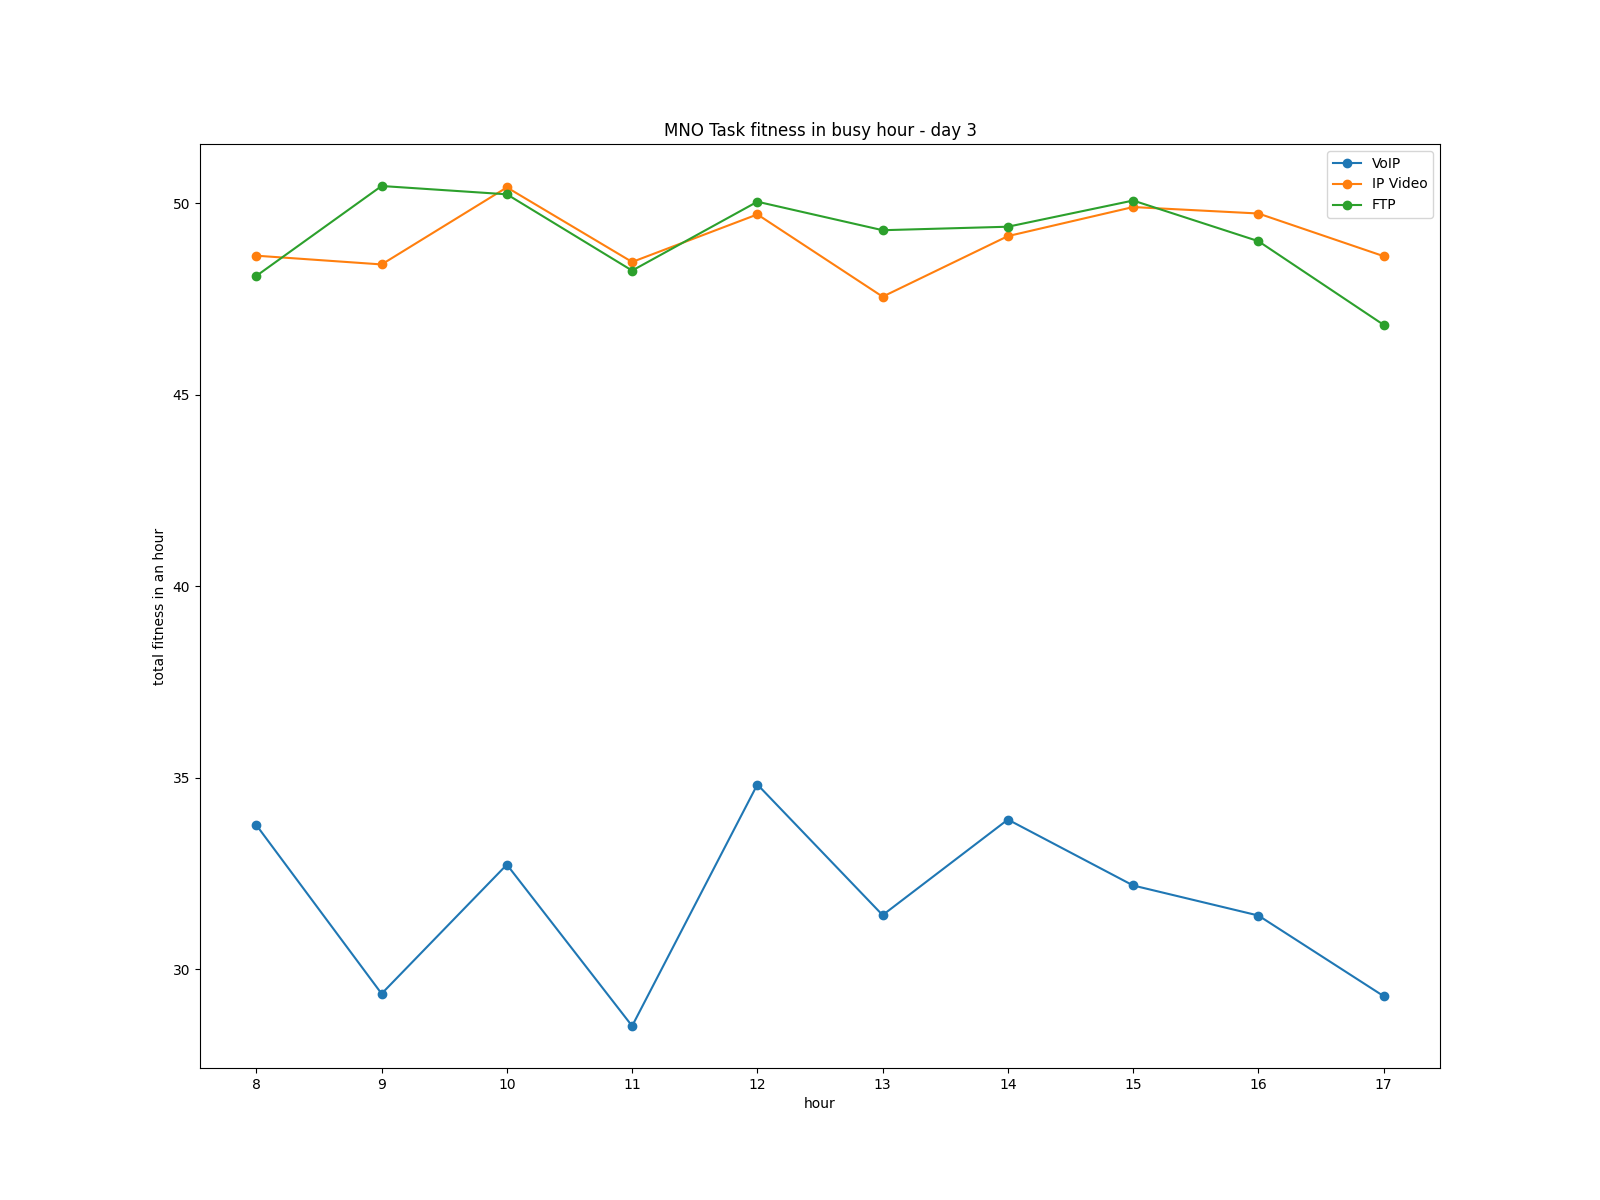 MNO Task fitness in busy hour - day 3
VoIP
IP Video
FTP
50
45
40
35
30
total fitness in an hour
8 9 10 11 12 13 14 15 16 17
hour